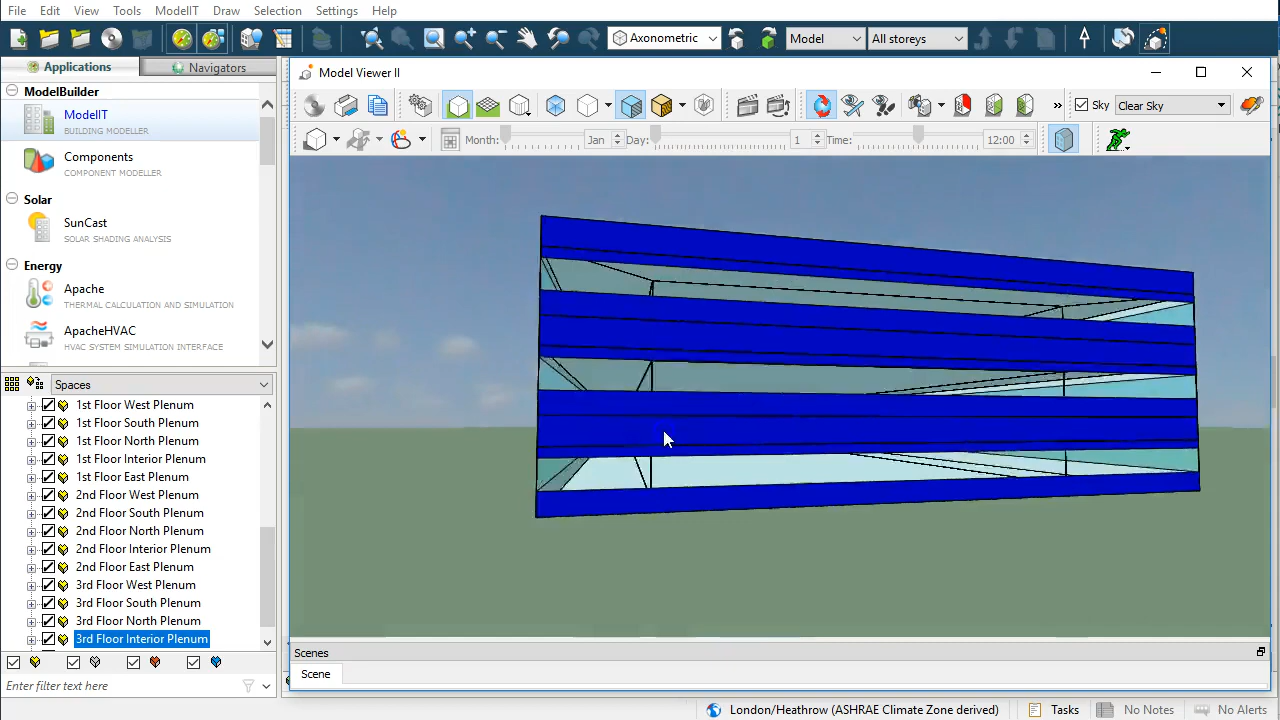 File Edit View Tools ModelIT Draw Selection Settings Help
Axonometric Model All storeys
Applications Navigators
Model Viewer II
ModelBuilder
ModelIT
BUILDING MODELLER
Components
COMPONENT MODELLER
Sky Clear Sky
Month: Jan Day: 1 Time: 12:00
Solar
SunCast
SOLAR SHADING ANALYSIS
Energy
Apache
THERMAL CALCULATION AND SIMULATION
ApacheHVAC
HVAC SYSTEM SIMULATION INTERFACE
Spaces
1st Floor West Plenum
1st Floor South Plenum
1st Floor North Plenum
1st Floor Interior Plenum
1st Floor East Plenum
2nd Floor West Plenum
2nd Floor South Plenum
2nd Floor North Plenum
2nd Floor Interior Plenum
2nd Floor East Plenum
3rd Floor West Plenum
3rd Floor South Plenum
3rd Floor North Plenum
3rd Floor Interior Plenum
Enter filter text here
Scenes
Scene
London/Heathrow (ASHRAE Climate Zone derived) Tasks No Notes No Alerts